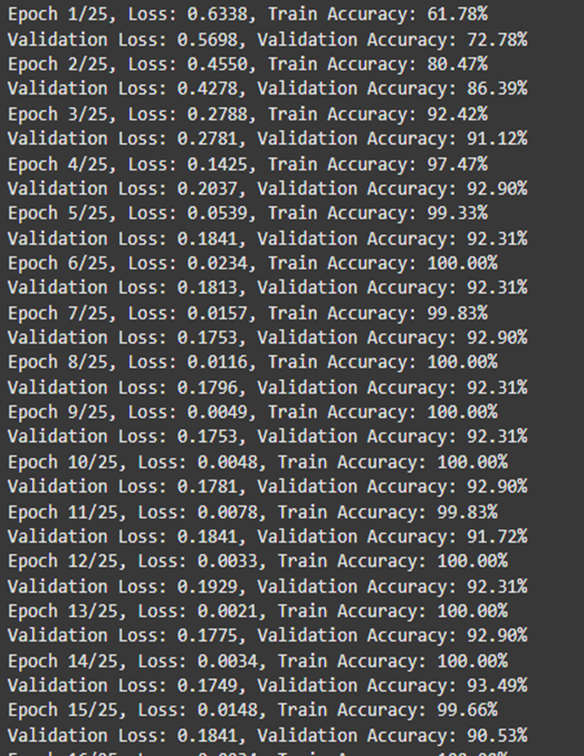 Epoch 1/25, Loss: 0.6338, Train Accuracy: 61.78%
Validation Loss: 0.5698, Validation Accuracy: 72.78%
Epoch 2/25, Loss: 0.4550, Train Accuracy: 80.47%
Validation Loss: 0.4278, Validation Accuracy: 86.39%
Epoch 3/25, Loss: 0.2788, Train Accuracy: 92.42%
Validation Loss: 0.2781, Validation Accuracy: 91.12%
Epoch 4/25, Loss: 0.1425, Train Accuracy: 97.47%
Validation Loss: 0.2037, Validation Accuracy: 92.90%
Epoch 5/25, Loss: 0.0539, Train Accuracy: 99.33%
Validation Loss: 0.1841, Validation Accuracy: 92.31%
Epoch 6/25, Loss: 0.0234, Train Accuracy: 100.00%
Validation Loss: 0.1813, Validation Accuracy: 92.31%
Epoch 7/25, Loss: 0.0157, Train Accuracy: 99.83%
Validation Loss: 0.1753, Validation Accuracy: 92.90%
Epoch 8/25, Loss: 0.0116, Train Accuracy: 100.00%
Validation Loss: 0.1796, Validation Accuracy: 92.31%
Epoch 9/25, Loss: 0.0049, Train Accuracy: 100.00%
Validation Loss: 0.1753, Validation Accuracy: 92.31%
Epoch 10/25, Loss: 0.0048, Train Accuracy: 100.00%
Validation Loss: 0.1781, Validation Accuracy: 92.90%
Epoch 11/25, Loss: 0.0078, Train Accuracy: 99.83%
Validation Loss: 0.1841, Validation Accuracy: 91.72%
Epoch 12/25, Loss: 0.0033, Train Accuracy: 100.00%
Validation Loss: 0.1929, Validation Accuracy: 92.31%
Epoch 13/25, Loss: 0.0021, Train Accuracy: 100.00%
Validation Loss: 0.1775, Validation Accuracy: 92.90%
Epoch 14/25, Loss: 0.0034, Train Accuracy: 100.00%
Validation Loss: 0.1749, Validation Accuracy: 93.49%
Epoch 15/25, Loss: 0.0148, Train Accuracy: 99.66%
Validation Loss: 0.1841, Validation Accuracy: 90.53%